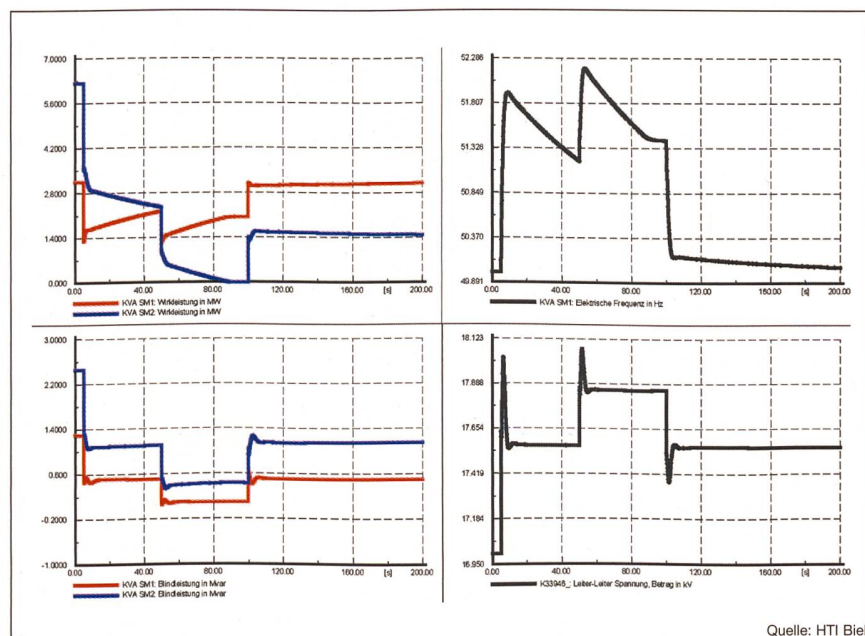 7.0000
5.6000
4.2000
2.8000
1.4000
0.000
0.00 40.00 80.00 120.00 160.00 [s] 200.00
KVA SM1: Wirkleistung in MW
KVA SM2: Wirkleistung in MW
52.286
51.807
51.328
50.849
50.370
49.891
0.00 40.00 80.00 120.00 160.00 [s] 200.00
KVA SM1: Elektrische Frequenz in Hz
3.0000
2.2000
1.4000
0.6000
-0.2000
-1.0000
0.00 40.00 80.00 120.00 160.00 [s] 200.00
KVA SM1: Blindleistung in Mvar
KVA SM2: Blindleistung in Mvar
18.123
17.888
17.654
17.419
17.184
16.950
0.00 40.00 80.00 120.00 160.00 [s] 200.00
K33946_: Leiter-Leiter Spannung, Betrag in kV
Quelle: HTI Biel